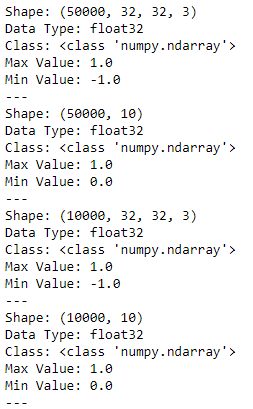 Shape: (50000, 32, 32, 3)
Data Type: float32
Class: <class 'numpy.ndarray'>
Max Value: 1.0
Min Value: -1.0
---
Shape: (50000, 10)
Data Type: float32
Class: <class 'numpy.ndarray'>
Max Value: 1.0
Min Value: 0.0
---
Shape: (10000, 32, 32, 3)
Data Type: float32
Class: <class 'numpy.ndarray'>
Max Value: 1.0
Min Value: -1.0
---
Shape: (10000, 10)
Data Type: float32
Class: <class 'numpy.ndarray'>
Max Value: 1.0
Min Value: 0.0
---